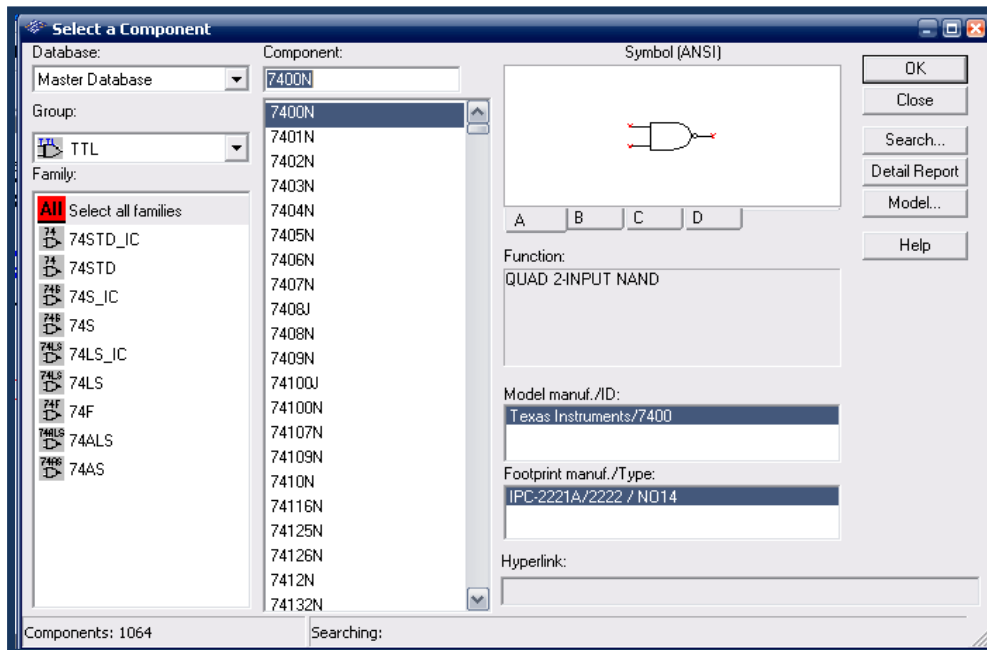 Select a Component
Database:
Master Database
Group:
TTL
Family:
All Select all families
74STD_IC
74STD
74S_IC
74S
74LS_IC
74LS
74F
74ALS
74AS
Component:
7400N
7400N
7401N
7402N
7403N
7404N
7405N
7406N
7407N
7408J
7408N
7409N
74100J
74100N
74107N
74109N
7410N
74116N
74125N
74126N
7412N
74132N
Symbol (ANSI)
A B C D
Function:
QUAD 2-INPUT NAND
Model manuf./ID:
Texas Instruments/7400
Footprint manuf./Type:
IPC-2221A/2222 / NO14
Hyperlink:
OK
Close
Search...
Detail Report
Model...
Help
Components: 1064
Searching: